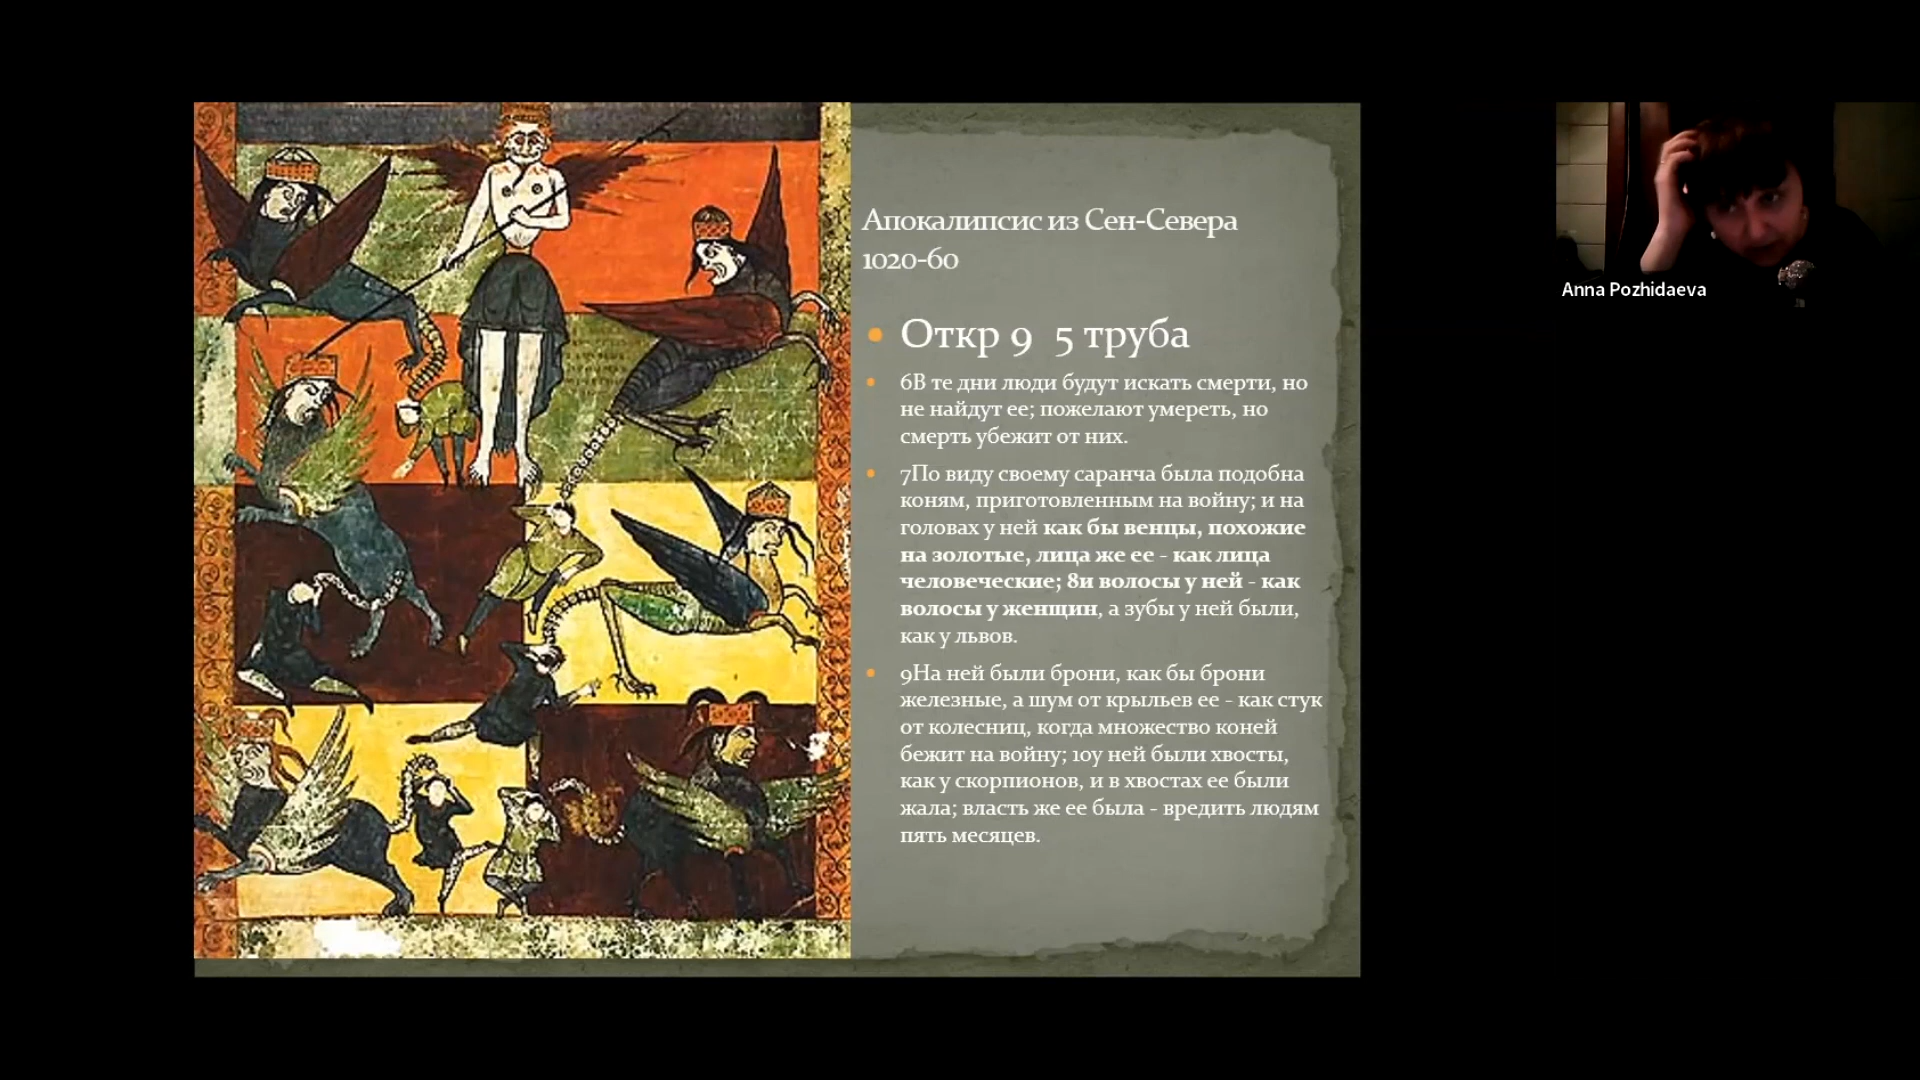 Апокалипсис из Сен-Севера
1020-60
Откр 9 5 труба
6В те дни люди будут искать смерти, но
не найдут ее; пожелают умереть, но
смерть убежит от них.
7По виду своему саранча была подобна
коням, приготовленным на войну; и на
головах у ней как бы венцы, похожие
на золотые, лица же ее - как лица
человеческие; 8и волосы у ней - как
волосы у женщин, а зубы у ней были,
как у львов.
9На ней были брони, как бы брони
железные, а шум от крыльев ее - как стук
от колесниц, когда множество коней
бежит на войну; 10у ней были хвосты,
как у скорпионов, и в хвостах ее были
жала; власть же ее была - вредить людям
пять месяцев.
Anna Pozhidaeva